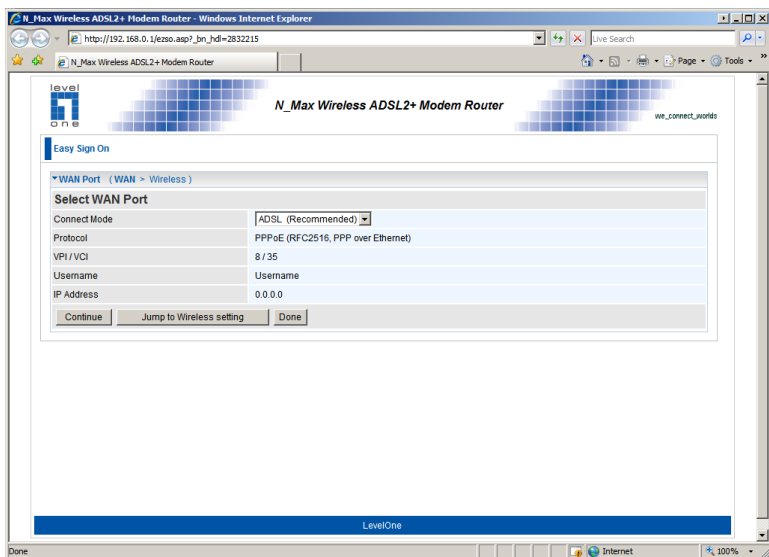 N_Max Wireless ADSL2+ Modem Router - Windows Internet Explorer
http://192.168.0.1/ezso.asp?_bn_hdl=2832215
Live Search
N_Max Wireless ADSL2+ Modem Router
Page
Tools
level
one
N_Max Wireless ADSL2+ Modem Router
we_connect_worlds
Easy Sign On
WAN Port ( WAN > Wireless )
Select WAN Port
Connect Mode ADSL (Recommended)
Protocol PPPoE (RFC2516, PPP over Ethernet)
VPI / VCI 8 / 35
Username Username
IP Address 0.0.0.0
Continue Jump to Wireless setting Done
LevelOne
Done Internet 100%